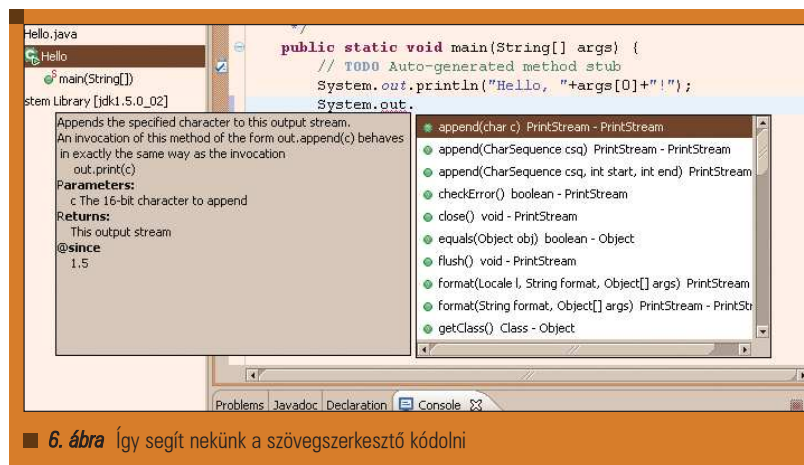 Hello.java
Hello
main(String[])
stem Library [jdk1.5.0_02]
*/
public static void main(String[] args) {
// TODO Auto-generated method stub
System.out.println("Hello, "+args[0]+"!");
System.out.
Appends the specified character to this output stream.
An invocation of this method of the form out.append(c) behaves
in exactly the same way as the invocation
out.print(c)
Parameters:
c The 16-bit character to append
Returns:
This output stream
@since
1.5
append(char c) PrintStream - PrintStream
append(CharSequence csq) PrintStream - PrintStream
append(CharSequence csq, int start, int end) PrintStream
checkError() boolean - PrintStream
close() void - PrintStream
equals(Object obj) boolean - Object
flush() void - PrintStream
format(Locale l, String format, Object[] args) PrintStream
format(String format, Object[] args) PrintStream - PrintStr
getClass() Class - Object
Problems Javadoc Declaration Console
6. ábra Így segít nekünk a szövegszerkesztő kódolni